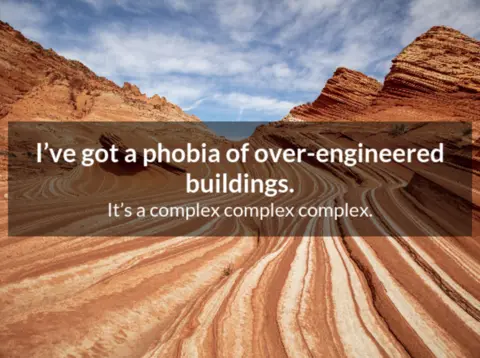 I’ve got a phobia of over-engineered
buildings.
It’s a complex complex complex.